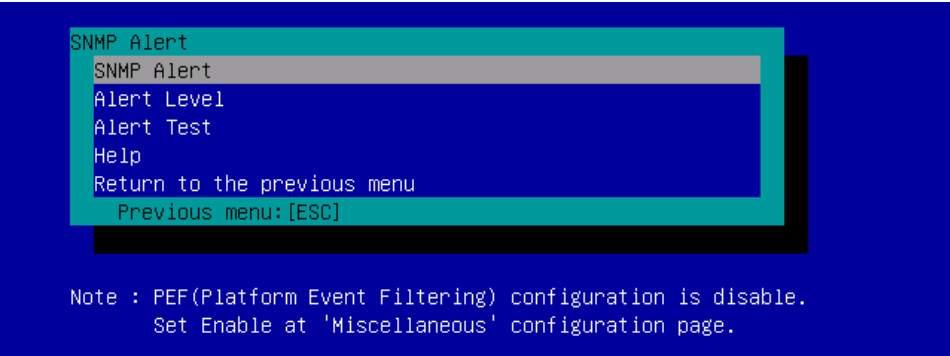 SNMP Alert
SNMP Alert
Alert Level
Alert Test
Help
Return to the previous menu
Previous menu:[ESC]
Note : PEF(Platform Event Filtering) configuration is disable.
Set Enable at 'Miscellaneous' configuration page.